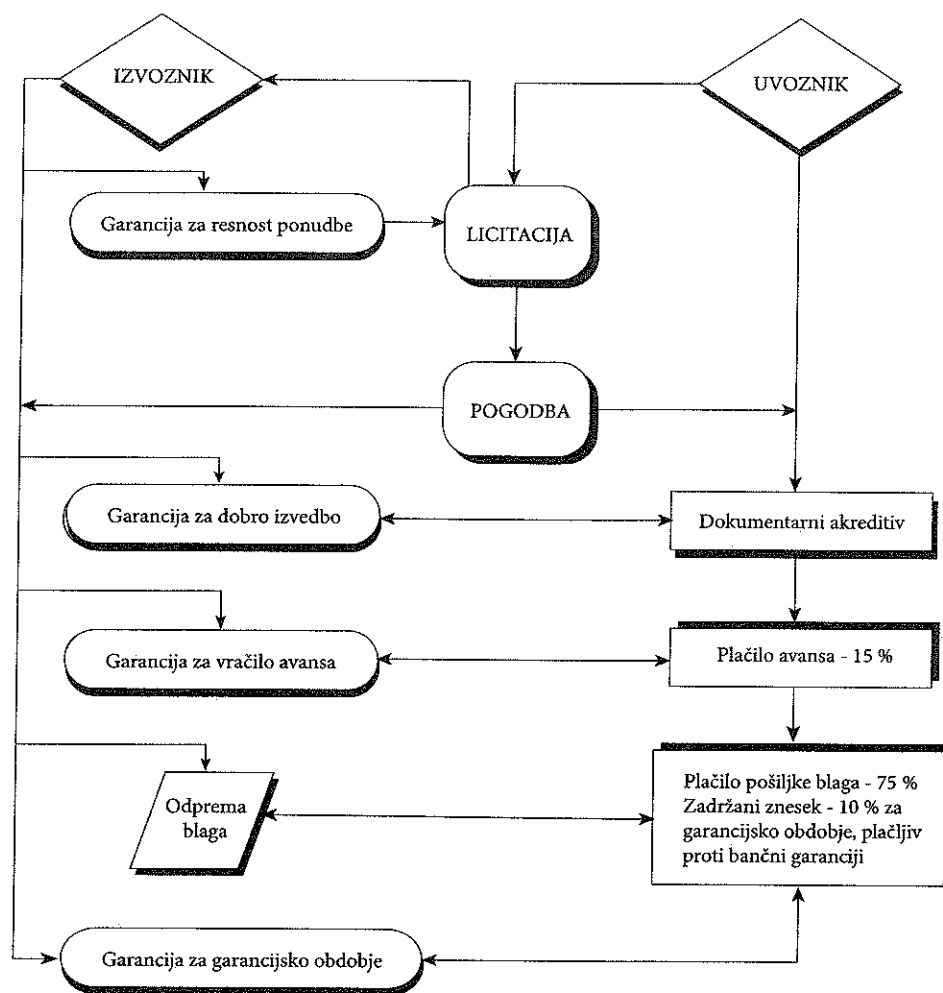 IZVOZNIK
UVOZNIK
Garancija za resnost ponudbe
LICITACIJA
POGODBA
Garancija za dobro izvedbo
Dokumentarni akreditiv
Garancija za vračilo avansa
Plačilo avansa - 15 %
Odprema
blaga
Plačilo pošiljke blaga - 75 %
Zadržani znesek - 10 % za
garancijsko obdobje, plačljiv
proti bančni garanciji
Garancija za garancijsko obdobje